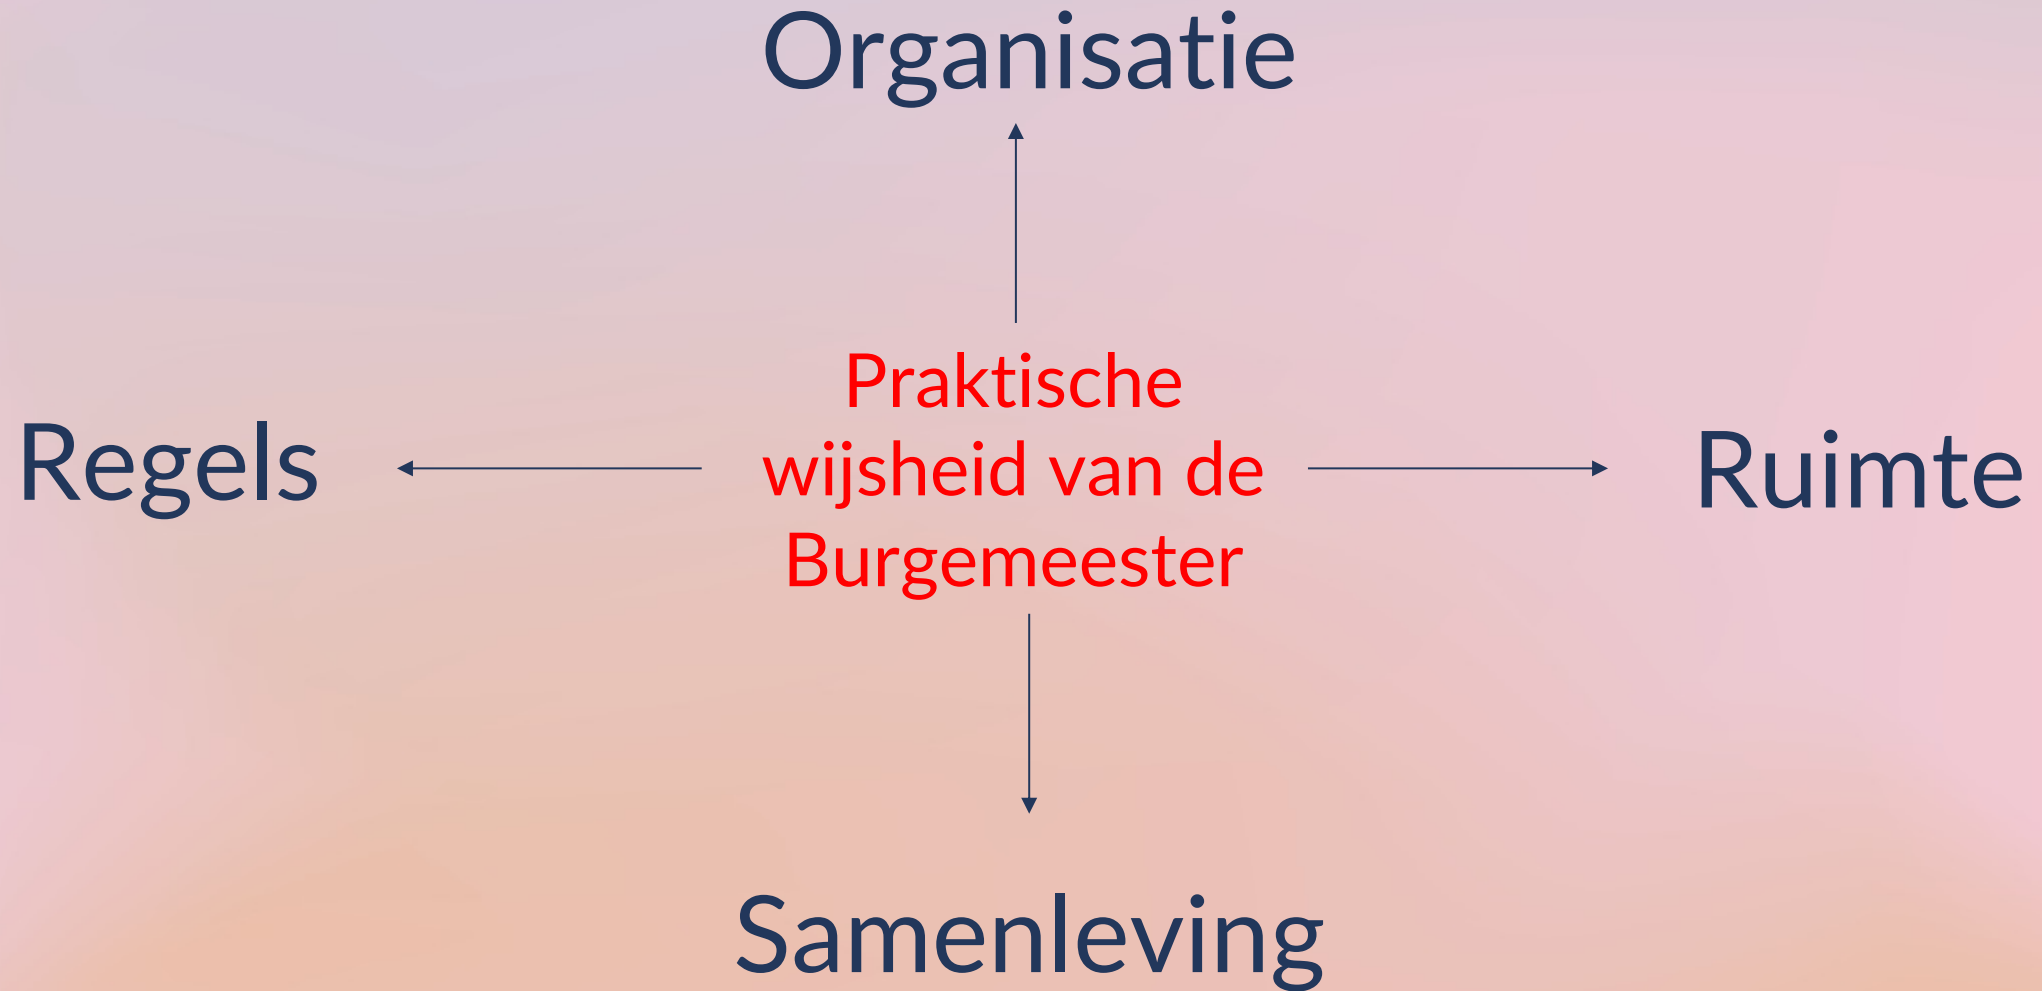 Organisatie
Praktische
Regels
wijsheid van de
Ruimte
Burgemeester
Samenleving